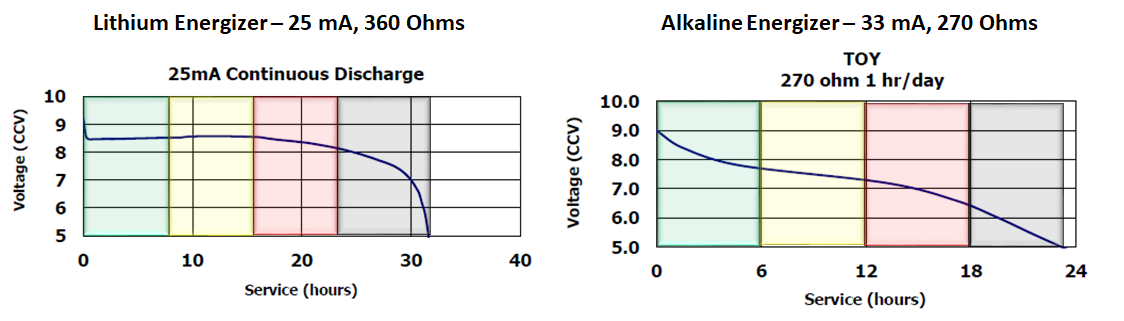 Lithium Energizer – 25 mA, 360 Ohms
25mA Continuous Discharge
Voltage (CCV)
10
9
8
7
6
5
0 10 20 30 40
Service (hours)
Alkaline Energizer – 33 mA, 270 Ohms
TOY
270 ohm 1 hr/day
Voltage (CCV)
10.0
9.0
8.0
7.0
6.0
5.0
0 6 12 18 24
Service (hours)